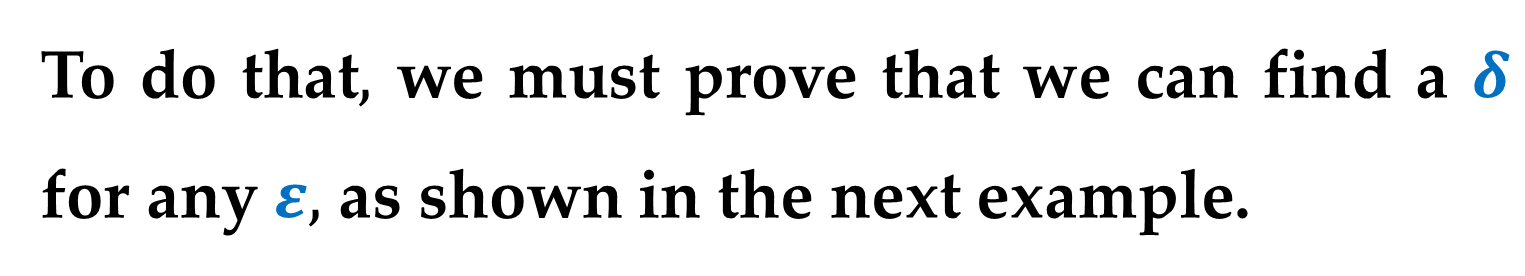 To do that, we must prove that we can find a δ
for any ε, as shown in the next example.